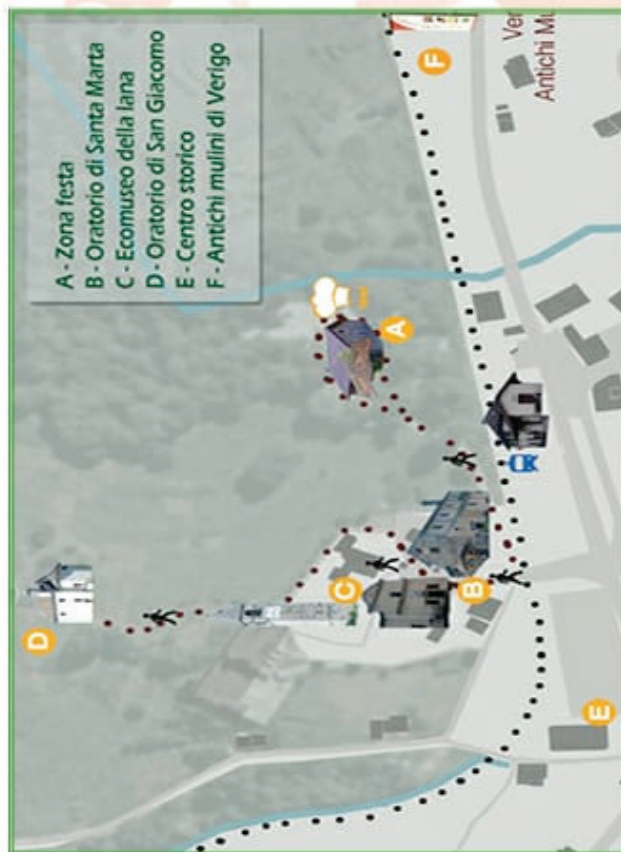 A - Zona festa
B - Oratorio di Santa Marta
C - Ecomuseo della lana
D - Oratorio di San Giacomo
E - Centro storico
F - Antichi mulini di Verigo
F
A
D
C
B
E